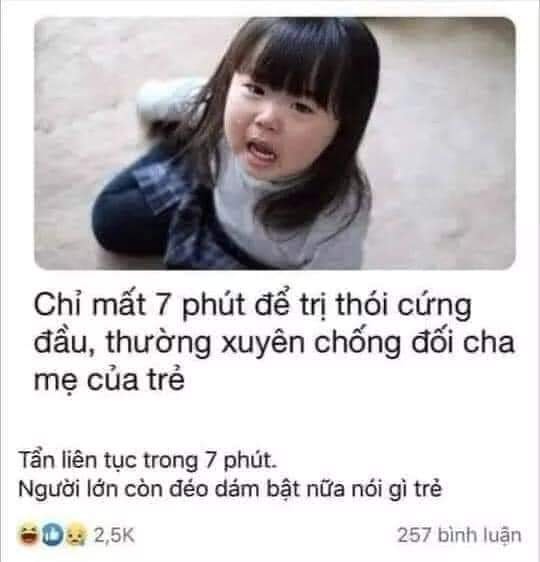 Chỉ mất 7 phút để trị thói cứng
đầu, thường xuyên chống đối cha
mẹ của trẻ
Tẩn liên tục trong 7 phút.
Người lớn còn đéo dám bật nữa nói gì trẻ
2,5K
257 bình luận